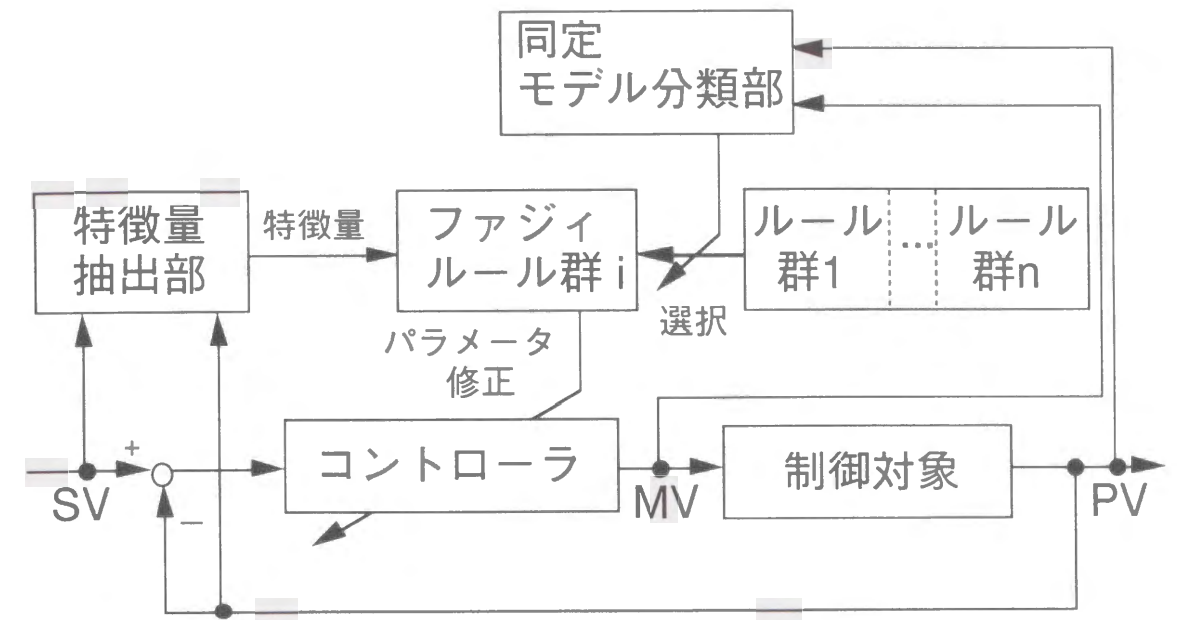 同定
モデル分類部
特徴量
抽出部
特徴量
ファジィ
ルール群 i
選択
ルール
群1
...
ルール
群n
パラメータ
修正
+
コントローラ
制御対象
SV
−
MV
PV